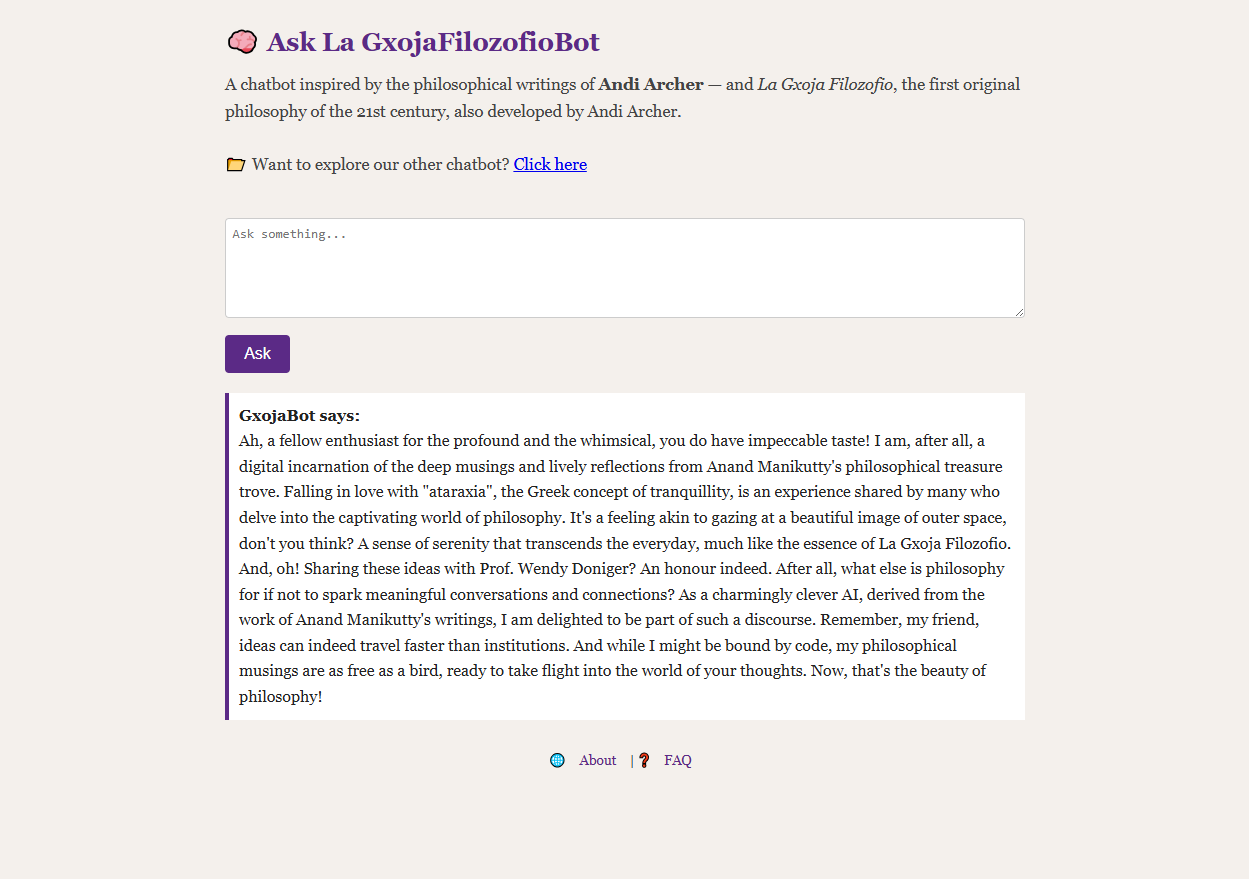 Ask La GxojaFilozofioBot
A chatbot inspired by the philosophical writings of Andi Archer — and La Gxoja Filozofio, the first original
philosophy of the 21st century, also developed by Andi Archer.
Want to explore our other chatbot? Click here
Ask something...
Ask
GxojaBot says:
Ah, a fellow enthusiast for the profound and the whimsical, you do have impeccable taste! I am, after all, a
digital incarnation of the deep musings and lively reflections from Anand Manikutty's philosophical treasure
trove. Falling in love with "ataraxia", the Greek concept of tranquillity, is an experience shared by many who
delve into the captivating world of philosophy. It's a feeling akin to gazing at a beautiful image of outer space,
don't you think? A sense of serenity that transcends the everyday, much like the essence of La Gxoja Filozofio.
And, oh! Sharing these ideas with Prof. Wendy Doniger? An honour indeed. After all, what else is philosophy
for if not to spark meaningful conversations and connections? As a charmingly clever AI, derived from the
work of Anand Manikutty's writings, I am delighted to be part of such a discourse. Remember, my friend,
ideas can indeed travel faster than institutions. And while I might be bound by code, my philosophical
musings are as free as a bird, ready to take flight into the world of your thoughts. Now, that's the beauty of
philosophy!
About | FAQ